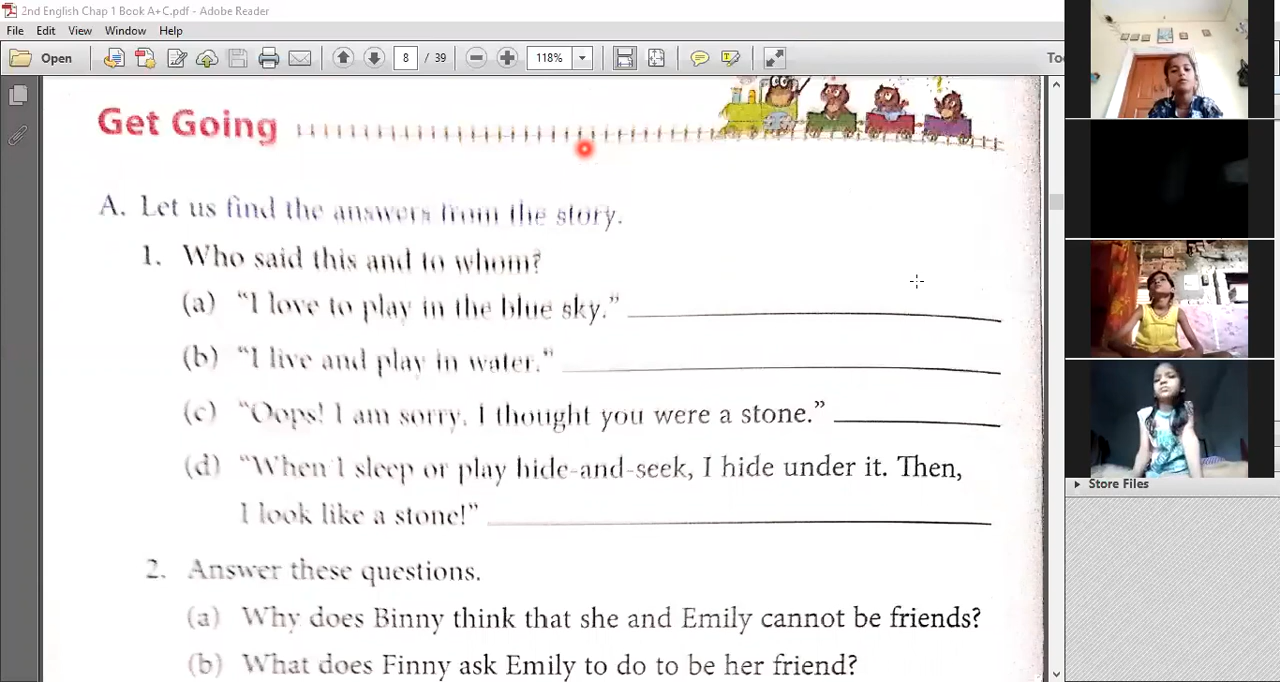 2nd English Chap 1 Book A+C.pdf - Adobe Reader
File Edit View Window Help
Open 8 / 39 118%
Get Going
A. Let us find the answers from the story.
1. Who said this and to whom?
(a) “I love to play in the blue sky.”
(b) “I live and play in water.”
(c) “Oops! I am sorry. I thought you were a stone.”
(d) “When I sleep or play hide-and-seek, I hide under it. Then,
I look like a stone!”
2. Answer these questions.
(a) Why does Binny think that she and Emily cannot be friends?
(b) What does Finny ask Emily to do to be her friend?
Store Files